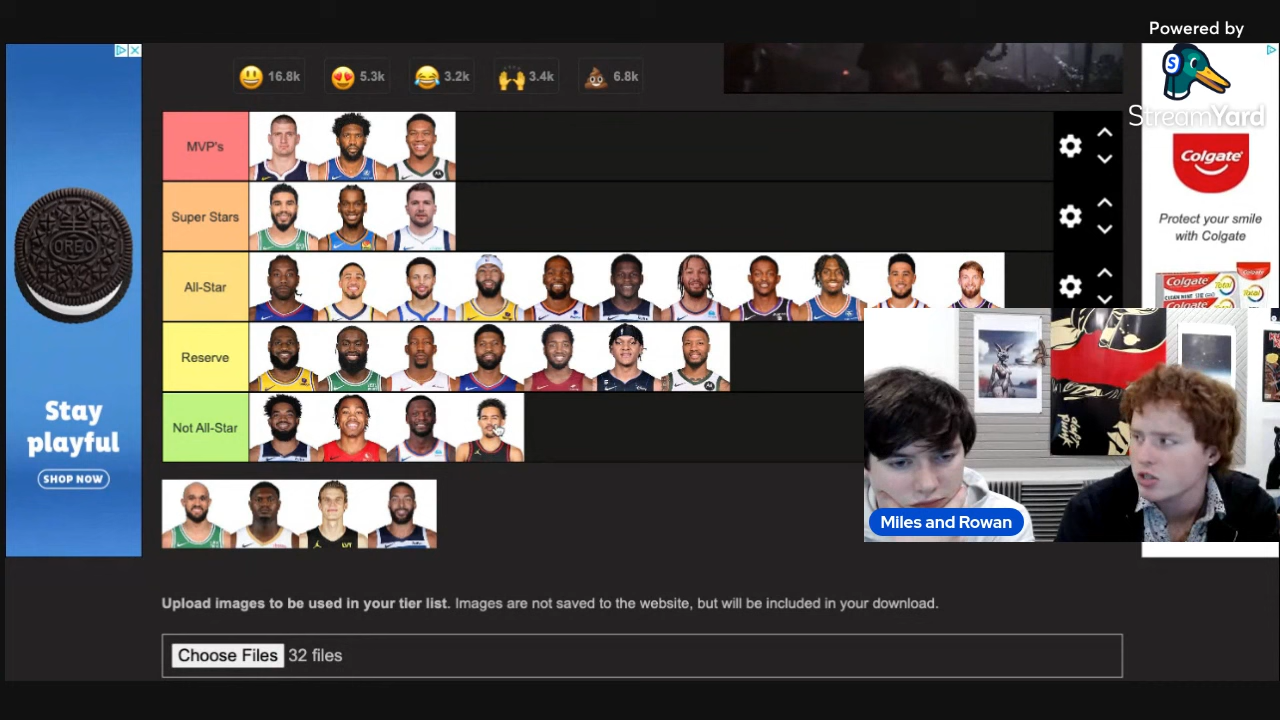 Powered by
StreamYard
S
16.8k
5.3k
3.2k
3.4k
6.8k
MVP's
Super Stars
All-Star
Reserve
Not All-Star
OREO
Stay
playful
SHOP NOW
Colgate
Protect your smile
with Colgate
Colgate
Total
Miles and Rowan
Upload images to be used in your tier list. Images are not saved to the website, but will be included in your download.
Choose Files 32 files